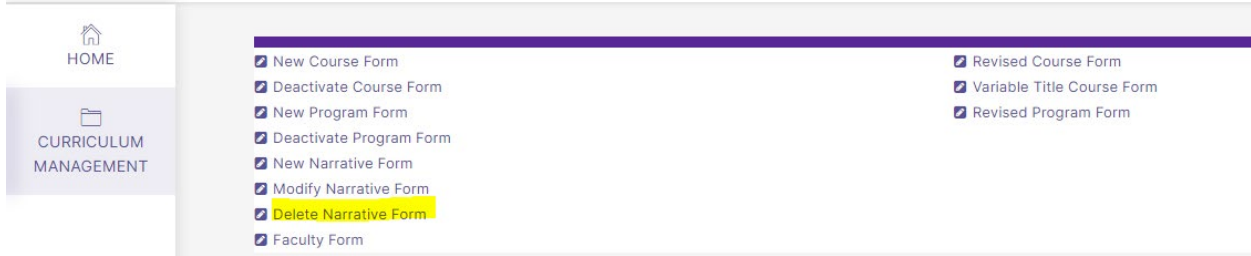 HOME
CURRICULUM
MANAGEMENT
New Course Form
Deactivate Course Form
New Program Form
Deactivate Program Form
New Narrative Form
Modify Narrative Form
Delete Narrative Form
Faculty Form
Revised Course Form
Variable Title Course Form
Revised Program Form